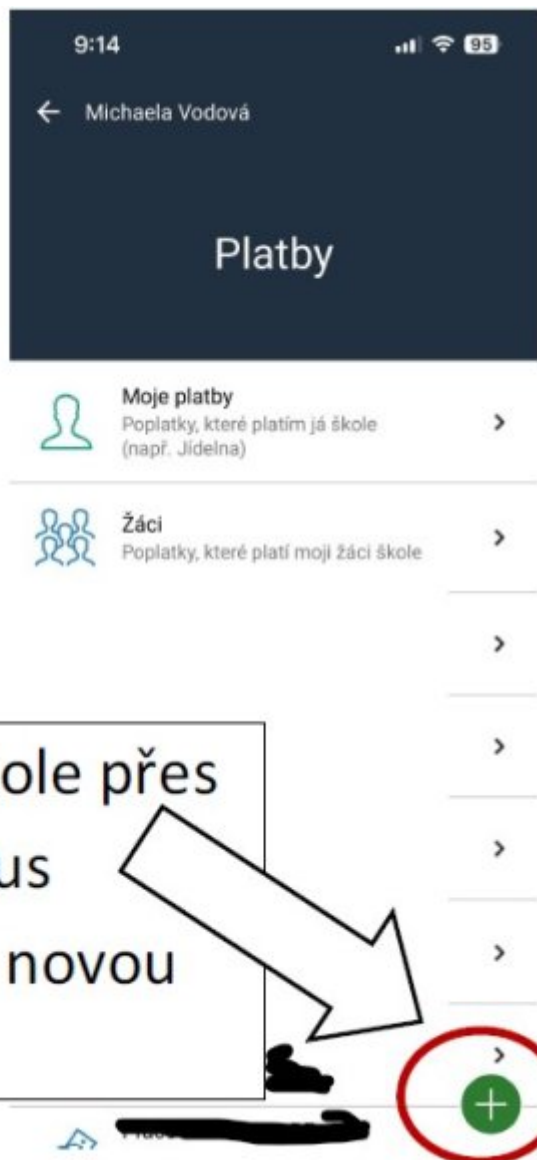 9:14
95
Michaela Vodová
Platby
Moje platby
Poplatky, které platím já škole
(např. Jídelna)
Žáci
Poplatky, které platí moji žáci škole
ole přes
us
novou